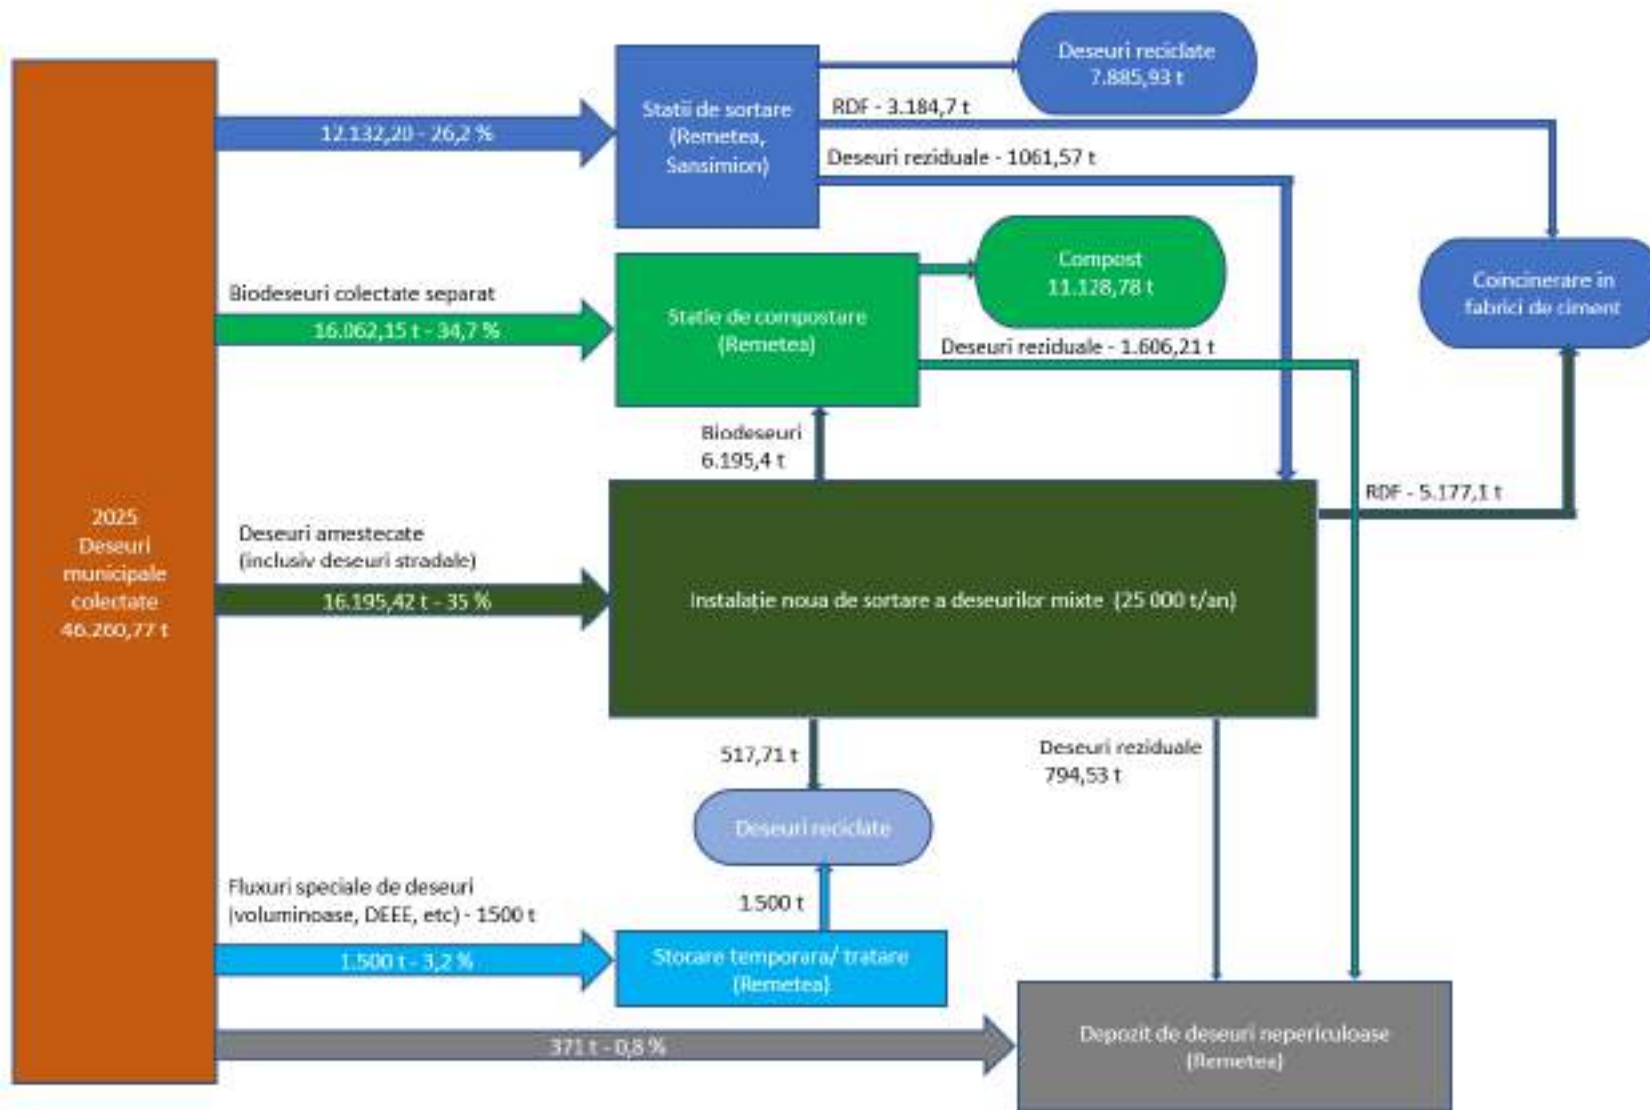 2025
Deseuri
municipale
colectate
46.260,77 t
12.132,20 - 26,2 %
Statii de sortare
(Remetea,
Sansimion)
Deseuri reciclate
7.885,93 t
RDF - 3.184,7 t
Deseuri reziduale - 1061,57 t
Coincinerare in
fabrici de ciment
Biodeseuri colectate separat
16.062,15 t - 34,7 %
Statie de compostare
(Remetea)
Compost
11.128,78 t
Deseuri reziduale - 1.606,21 t
Biodeseuri
6.195,4 t
RDF - 5.177,1 t
Deseuri amestecate
(inclusiv deseuri stradale)
16.195,42 t - 35 %
Instalație noua de sortare a deseurilor mixte (25 000 t/an)
517,71 t
Deseuri reziduale
794,53 t
Deseuri reciclate
1.500 t
Fluxuri speciale de deseuri
(voluminoase, DEEE, etc) - 1500 t
1.500 t - 3,2 %
Stocare temporara/ tratare
(Remetea)
371 t - 0,8 %
Depozit de deseuri nepericuloase
(Remetea)